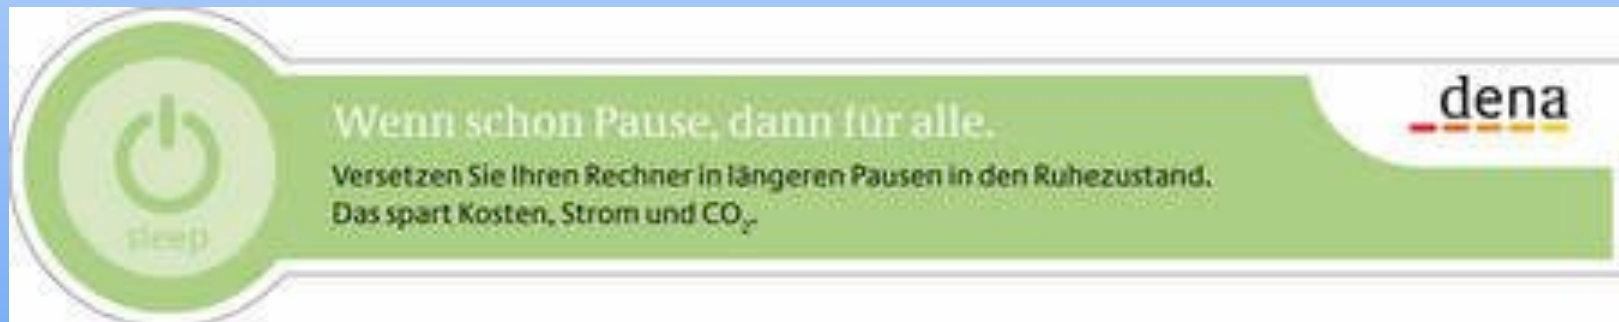 dena
Wenn schon Pause, dann für alle.
Versetzen Sie Ihren Rechner in längeren Pausen in den Ruhezustand.
Das spart Kosten, Strom und CO₂.
sleep